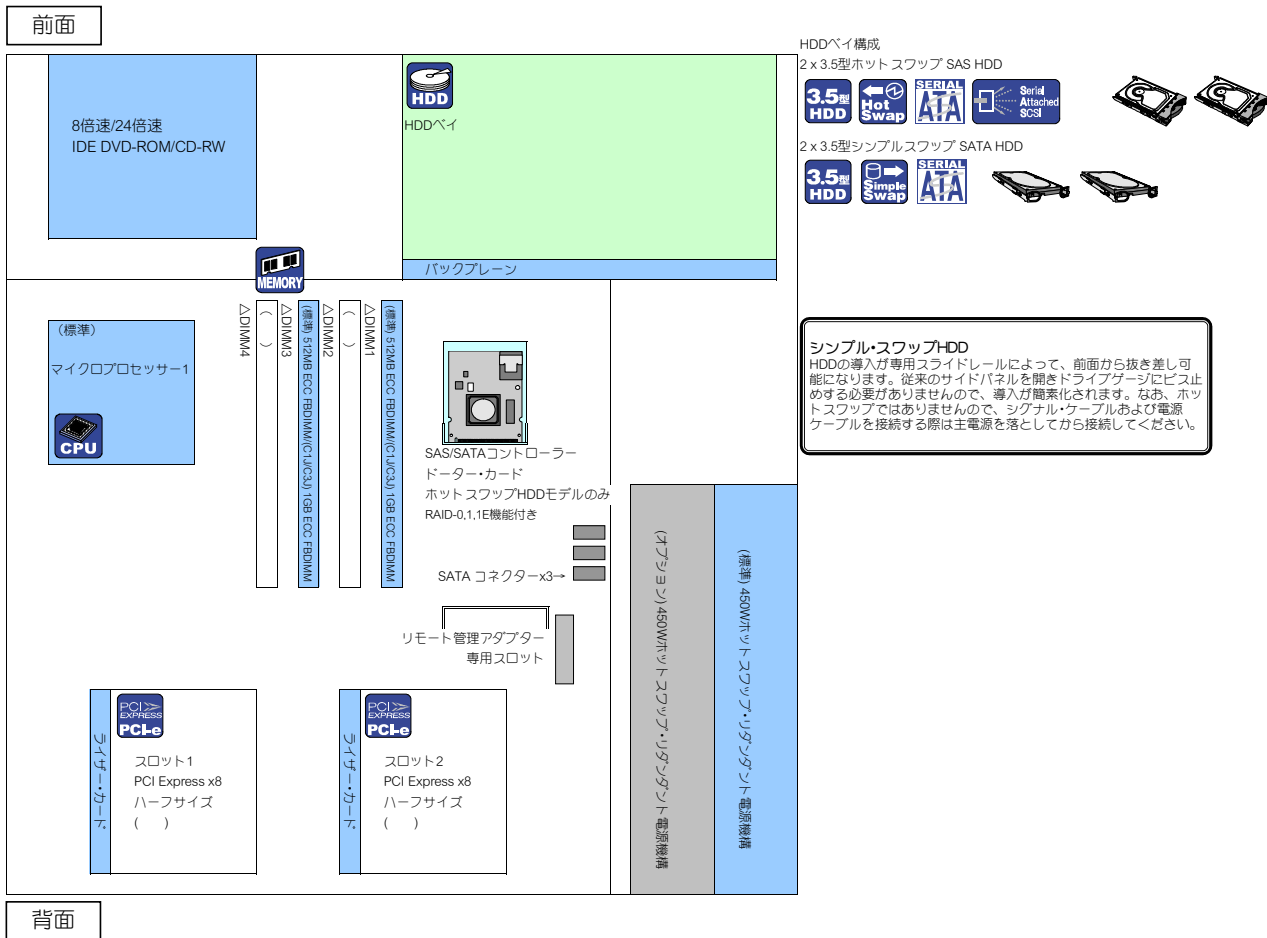 前面
8倍速/24倍速
IDE DVD-ROM/CD-RW
HDD
HDDベイ
バックプレーン
HDDベイ構成
2 x 3.5型ホットスワップ SAS HDD
3.5型 HDD
Hot Swap
SERIAL ATA
Serial Attached SCSI
2 x 3.5型シンプルスワップ SATA HDD
3.5型 HDD
Simple Swap
SERIAL ATA
MEMORY
(標準)
マイクロプロセッサー1
CPU
△DIMM4
( )
△DIMM3
(標準) 512MB ECC FBDIMM/(C1J/C3J) 1GB ECC FBDIMM
△DIMM2
( )
△DIMM1
(標準) 512MB ECC FBDIMM/(C1J/C3J) 1GB ECC FBDIMM
SAS/SATAコントローラー
ドーター・カード
ホットスワップHDDモデルのみ
RAID-0,1,1E機能付き
SATA コネクターx3→
リモート管理アダプター
専用スロット
シンプル・スワップHDD
HDDの導入が専用スライドレールによって、前面から抜き差し可
能になります。従来のサイドパネルを開きドライブゲージにビス止
めする必要がありませんので、導入が簡素化されます。なお、ホッ
トスワップではありませんので、シグナル・ケーブルおよび電源
ケーブルを接続する際は主電源を落としてから接続してください。
(オプション) 450Wホットスワップ・リダンダント電源機構
(標準) 450Wホットスワップ・リダンダント電源機構
ライザー・カード
PCI EXPRESS
PCI-e
スロット1
PCI Express x8
ハーフサイズ
( )
ライザー・カード
PCI EXPRESS
PCI-e
スロット2
PCI Express x8
ハーフサイズ
( )
背面